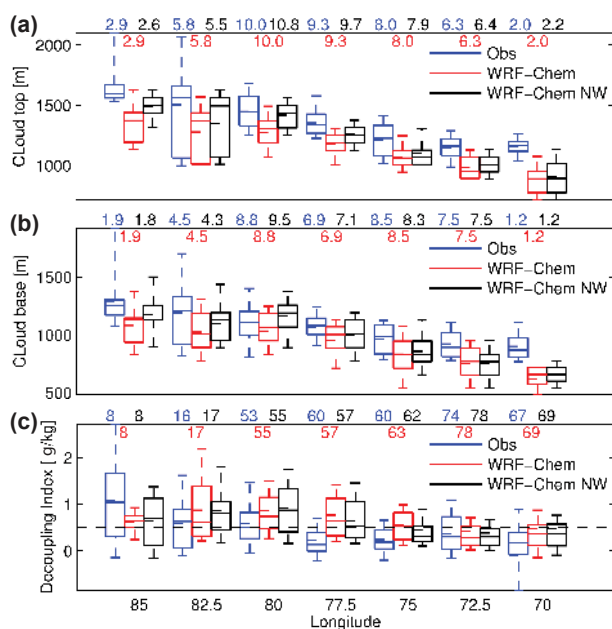 (a) 2.9 2.6 5.8 5.5 10.0 10.8 9.3 9.7 8.0 7.9 6.3 6.4 2.0 2.2
2.9 5.8 10.0 9.3 8.0 6.3 2.0
CLoud top [m]
2000
1500
1000
Obs
WRF-Chem
WRF-Chem NW
(b) 1.9 1.8 4.5 4.3 8.8 9.5 6.9 7.1 8.5 8.3 7.5 7.5 1.2 1.2
1.9 4.5 8.8 6.9 8.5 7.5 1.2
CLoud base [m]
1500
1000
500
Obs
WRF-Chem
WRF-Chem NW
(c) 8 8 16 17 53 55 60 57 60 62 74 78 67 69
8 17 55 57 63 78 69
Decoupling Index [ g/kg]
2
1
0
Obs
WRF-Chem
WRF-Chem NW
85 82.5 80 77.5 75 72.5 70
Longitude